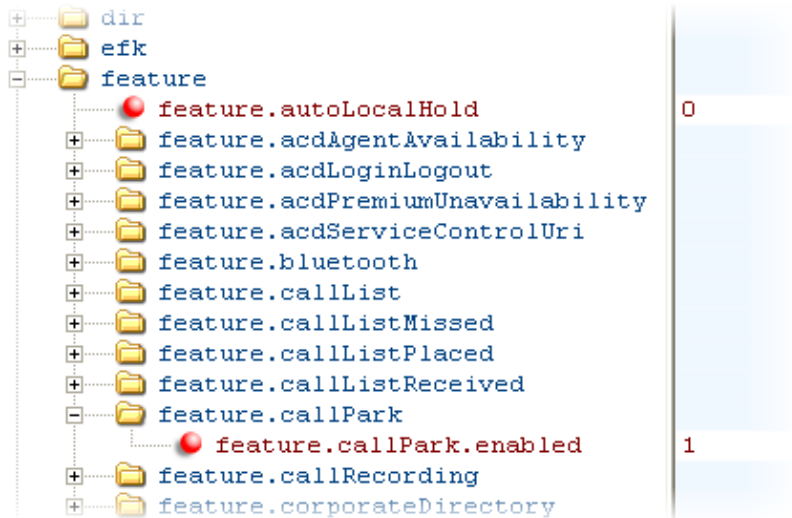 dir
efk
feature
feature.autoLocalHold 0
feature.acdAgentAvailability
feature.acdLoginLogout
feature.acdPremiumUnavailability
feature.acdServiceControlUri
feature.bluetooth
feature.callList
feature.callListMissed
feature.callListPlaced
feature.callListReceived
feature.callPark
feature.callPark.enabled 1
feature.callRecording
feature.corporateDirectory